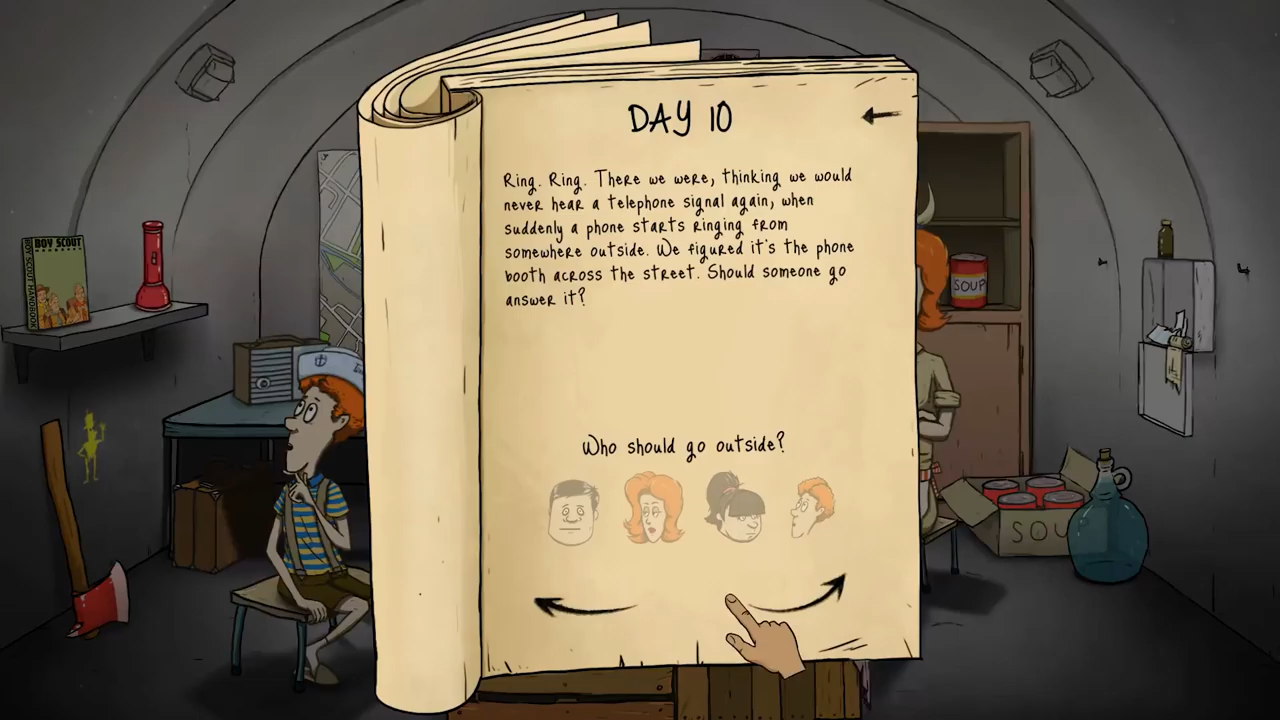 DAY 10
Ring. Ring. There we were, thinking we would
never hear a telephone signal again, when
suddenly a phone starts ringing from
somewhere outside. We figured it's the phone
booth across the street. Should someone go
answer it?
Who should go outside?
BOY SCOUT
BOY SCOUT HANDBOOK
SOUP
SOU